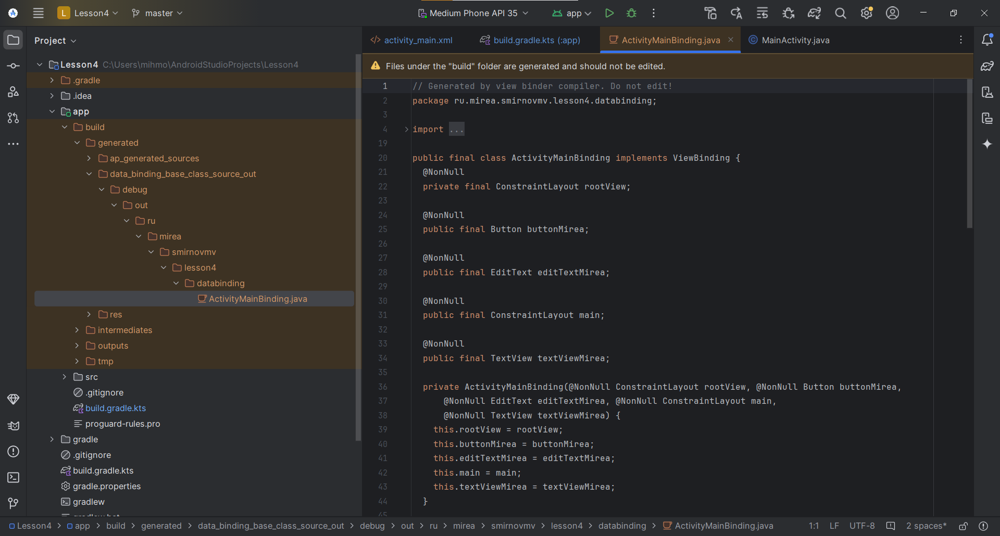 L Lesson4 master Medium Phone API 35 app
Project
Lesson4 C:\Users\mihmo\AndroidStudioProjects\Lesson4
.gradle
.idea
app
build
generated
ap_generated_sources
data_binding_base_class_source_out
debug
out
ru
mirea
smirnovmv
lesson4
databinding
ActivityMainBinding.java
res
intermediates
outputs
tmp
src
.gitignore
build.gradle.kts
proguard-rules.pro
gradle
.gitignore
build.gradle.kts
gradle.properties
gradlew
gradlew.bat
activity_main.xml build.gradle.kts (:app) ActivityMainBinding.java MainActivity.java
Files under the "build" folder are generated and should not be edited.
1 // Generated by view binder compiler. Do not edit!
2 package ru.mirea.smirnovmv.lesson4.databinding;
3
4 import ...
19
20 public final class ActivityMainBinding implements ViewBinding {
21 @NonNull
22 private final ConstraintLayout rootView;
23
24 @NonNull
25 public final Button buttonMirea;
26
27 @NonNull
28 public final EditText editTextMirea;
29
30 @NonNull
31 public final ConstraintLayout main;
32
33 @NonNull
34 public final TextView textViewMirea;
35
36 private ActivityMainBinding(@NonNull ConstraintLayout rootView, @NonNull Button buttonMirea,
37 @NonNull EditText editTextMirea, @NonNull ConstraintLayout main,
38 @NonNull TextView textViewMirea) {
39 this.rootView = rootView;
40 this.buttonMirea = buttonMirea;
41 this.editTextMirea = editTextMirea;
42 this.main = main;
43 this.textViewMirea = textViewMirea;
44 }
45
Lesson4 > app > build > generated > data_binding_base_class_source_out > debug > out > ru > mirea > smirnovmv > lesson4 > databinding > ActivityMainBinding.java 1:1 LF UTF-8 2 spaces*